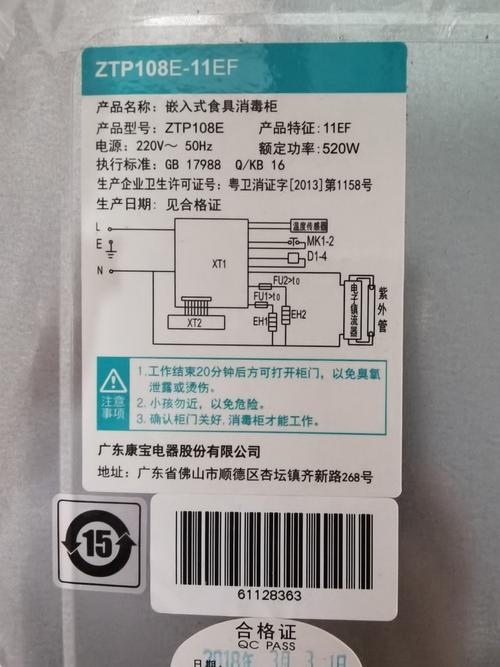 ZTP108E-11EF
产品名称: 嵌入式食具消毒柜
产品型号: ZTP108E 产品特征: 11EF
电源: 220V～ 50Hz 额定功率: 520W
执行标准: GB 17988 Q/KB 16
生产企业卫生许可证号: 粤卫消证字[2013]第1158号
生产日期: 见合格证
L
温度传感器
E
MK1-2
N
XT1
D1-4
FU2>t0
FU1>t0
XT2
EH1
EH2
电子镇流器
紫外管
注意事项
1.工作结束20分钟后方可打开柜门，以免臭氧
泄露或烫伤。
2.小孩勿近，以免危险。
3.确认柜门关好,消毒柜才能工作。
广东康宝电器股份有限公司
地址: 广东省佛山市顺德区杏坛镇齐新路268号
15
61128363
合格证
QC PASS
2018年 3月